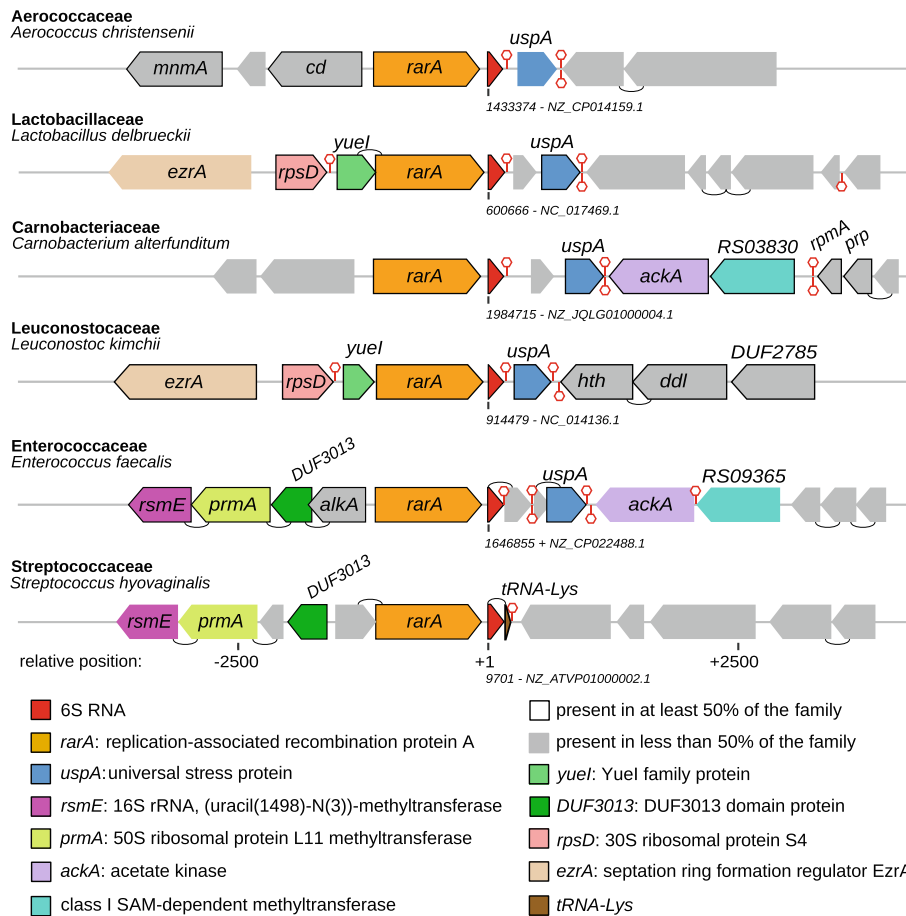 Aerococcaceae
Aerococcus christensenii
uspA
mnmA cd rarA
1433374 - NZ_CP014159.1
Lactobacillaceae
Lactobacillus delbrueckii
yueI uspA
ezrA rpsD rarA
600666 - NC_017469.1
Carnobacteriaceae
Carnobacterium alterfunditum
uspA RS03830 rpmA prp
rarA ackA
1984715 - NZ_JQLG01000004.1
Leuconostocaceae
Leuconostoc kimchii
yueI uspA DUF2785
ezrA rpsD rarA hth ddl
914479 - NC_014136.1
Enterococcaceae
Enterococcus faecalis
DUF3013 uspA RS09365
rsmE prmA alkA rarA ackA
1646855 + NZ_CP022488.1
Streptococcaceae
Streptococcus hyovaginalis
DUF3013 tRNA-Lys
rsmE prmA rarA
relative position: -2500 +1 +2500
9701 - NZ_ATVP01000002.1
6S RNA
rarA: replication-associated recombination protein A
uspA:universal stress protein
rsmE: 16S rRNA, (uracil(1498)-N(3))-methyltransferase
prmA: 50S ribosomal protein L11 methyltransferase
ackA: acetate kinase
class I SAM-dependent methyltransferase
present in at least 50% of the family
present in less than 50% of the family
yueI: YueI family protein
DUF3013: DUF3013 domain protein
rpsD: 30S ribosomal protein S4
ezrA: septation ring formation regulator EzrA
tRNA-Lys